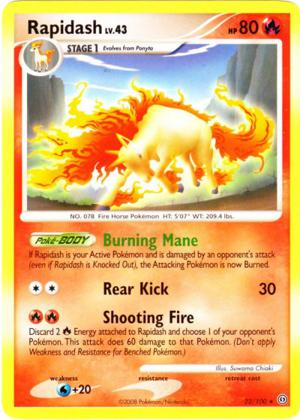 Rapidash LV.43 HP 80
STAGE 1 Evolves from Ponyta
NO. 078 Fire Horse Pokémon HT: 5'07" WT: 209.4 lbs.
Poké-BODY Burning Mane
If Rapidash is your Active Pokémon and is damaged by an opponent's attack
(even if Rapidash is Knocked Out), the Attacking Pokémon is now Burned.
Rear Kick 30
Shooting Fire
Discard 2 Energy attached to Rapidash and choose 1 of your opponent's
Pokémon. This attack does 60 damage to that Pokémon. (Don't apply
Weakness and Resistance for Benched Pokémon.)
Illus. Suwama Chiaki
weakness resistance retreat cost
+20
©2008 Pokémon/Nintendo
22/100